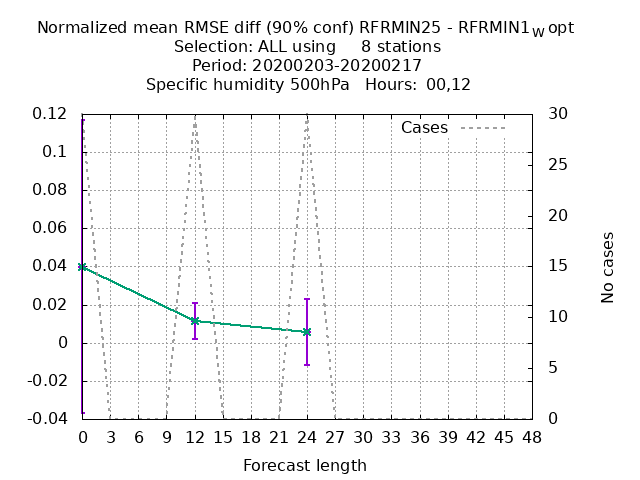 Normalized mean RMSE diff (90% conf) RFRMIN25 - RFRMIN1w opt
Selection: ALL using 8 stations
Period: 20200203-20200217
Specific humidity 500hPa Hours: 00,12
Cases
0.12
0.1
0.08
0.06
0.04
0.02
0
-0.02
-0.04
30
25
20
15
10
5
0
No cases
0 3 6 9 12 15 18 21 24 27 30 33 36 39 42 45 48
Forecast length